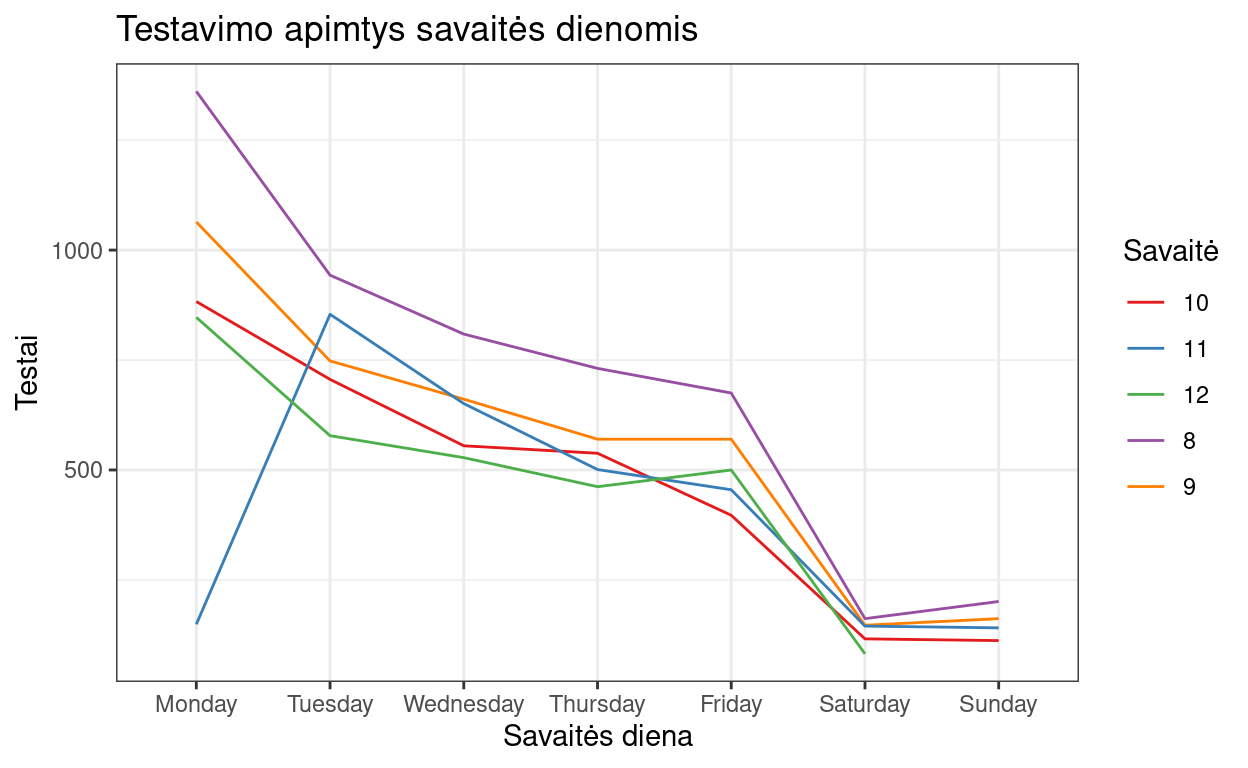 Testavimo apimtys savaitės dienomis
Testai
1000
500
Monday Tuesday Wednesday Thursday Friday Saturday Sunday
Savaitės diena
Savaitė
10
11
12
8
9